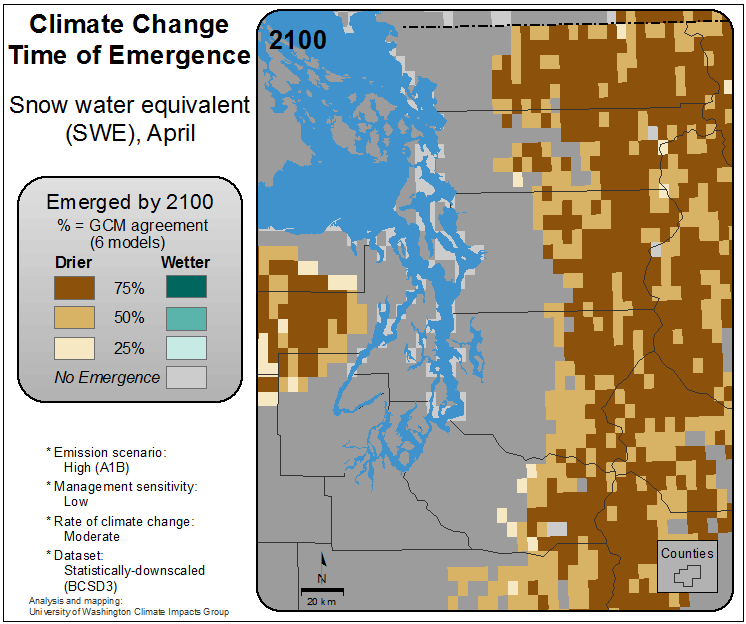 Climate Change
Time of Emergence
Snow water equivalent
(SWE), April
Emerged by 2100
% = GCM agreement
(6 models)
Drier Wetter
75%
50%
25%
No Emergence
* Emission scenario:
High (A1B)
* Management sensitivity:
Low
* Rate of climate change:
Moderate
* Dataset:
Statistically-downscaled
(BCSD3)
Analysis and mapping:
University of Washington Climate Impacts Group
2100
N
20 km
Counties